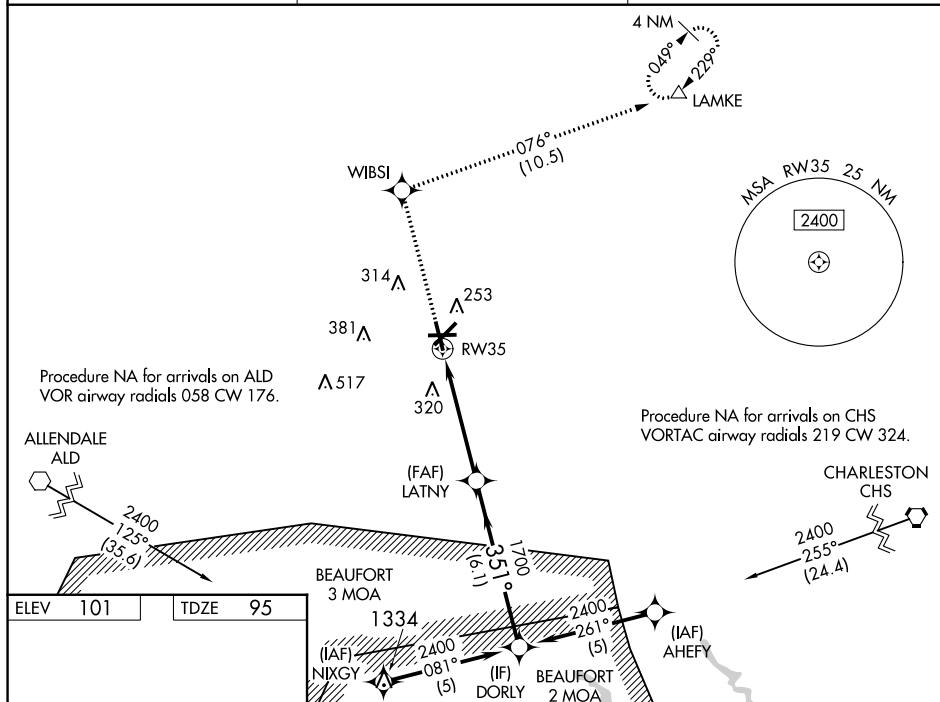 4 NM
049°
229°
LAMKE
076°
(10.5)
WIBSI
MSA RW35 25 NM
2400
314
253
381
RW35
517
320
Procedure NA for arrivals on ALD
VOR airway radials 058 CW 176.
Procedure NA for arrivals on CHS
VORTAC airway radials 219 CW 324.
ALLENDALE
ALD
(FAF)
LATNY
CHARLESTON
CHS
2400
125°
(35.6)
2400
255°
(24.4)
1700
351°
(6.1)
BEAUFORT
3 MOA
ELEV 101
TDZE 95
1334
2400
261°
(5)
(IAF)
AHEFY
(IAF)
NIXGY
2400
081°
(5)
(IF)
DORLY
BEAUFORT
2 MOA